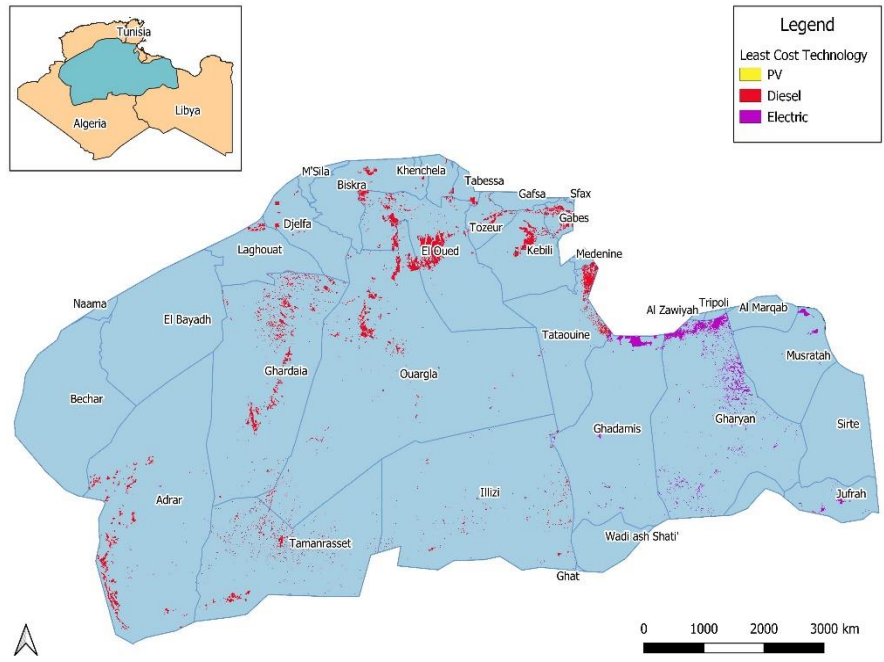 Tunisia
Algeria
Libya
Legend
Least Cost Technology
PV
Diesel
Electric
M'Sila
Khenchela
Biskra
Tabessa
Gafsa
Sfax
Djelfa
Tozeur
Gabes
Laghouat
El Oued
Kebili
Medenine
Naama
El Bayadh
Tataouine
Al Zawiyah
Tripoli
Al Marqab
Musratah
Ghardaia
Ouargla
Bechar
Gharyan
Ghadamis
Sirte
Adrar
Illizi
Jufrah
Tamanrasset
Wadi ash Shati'
Ghat
0 1000 2000 3000 km